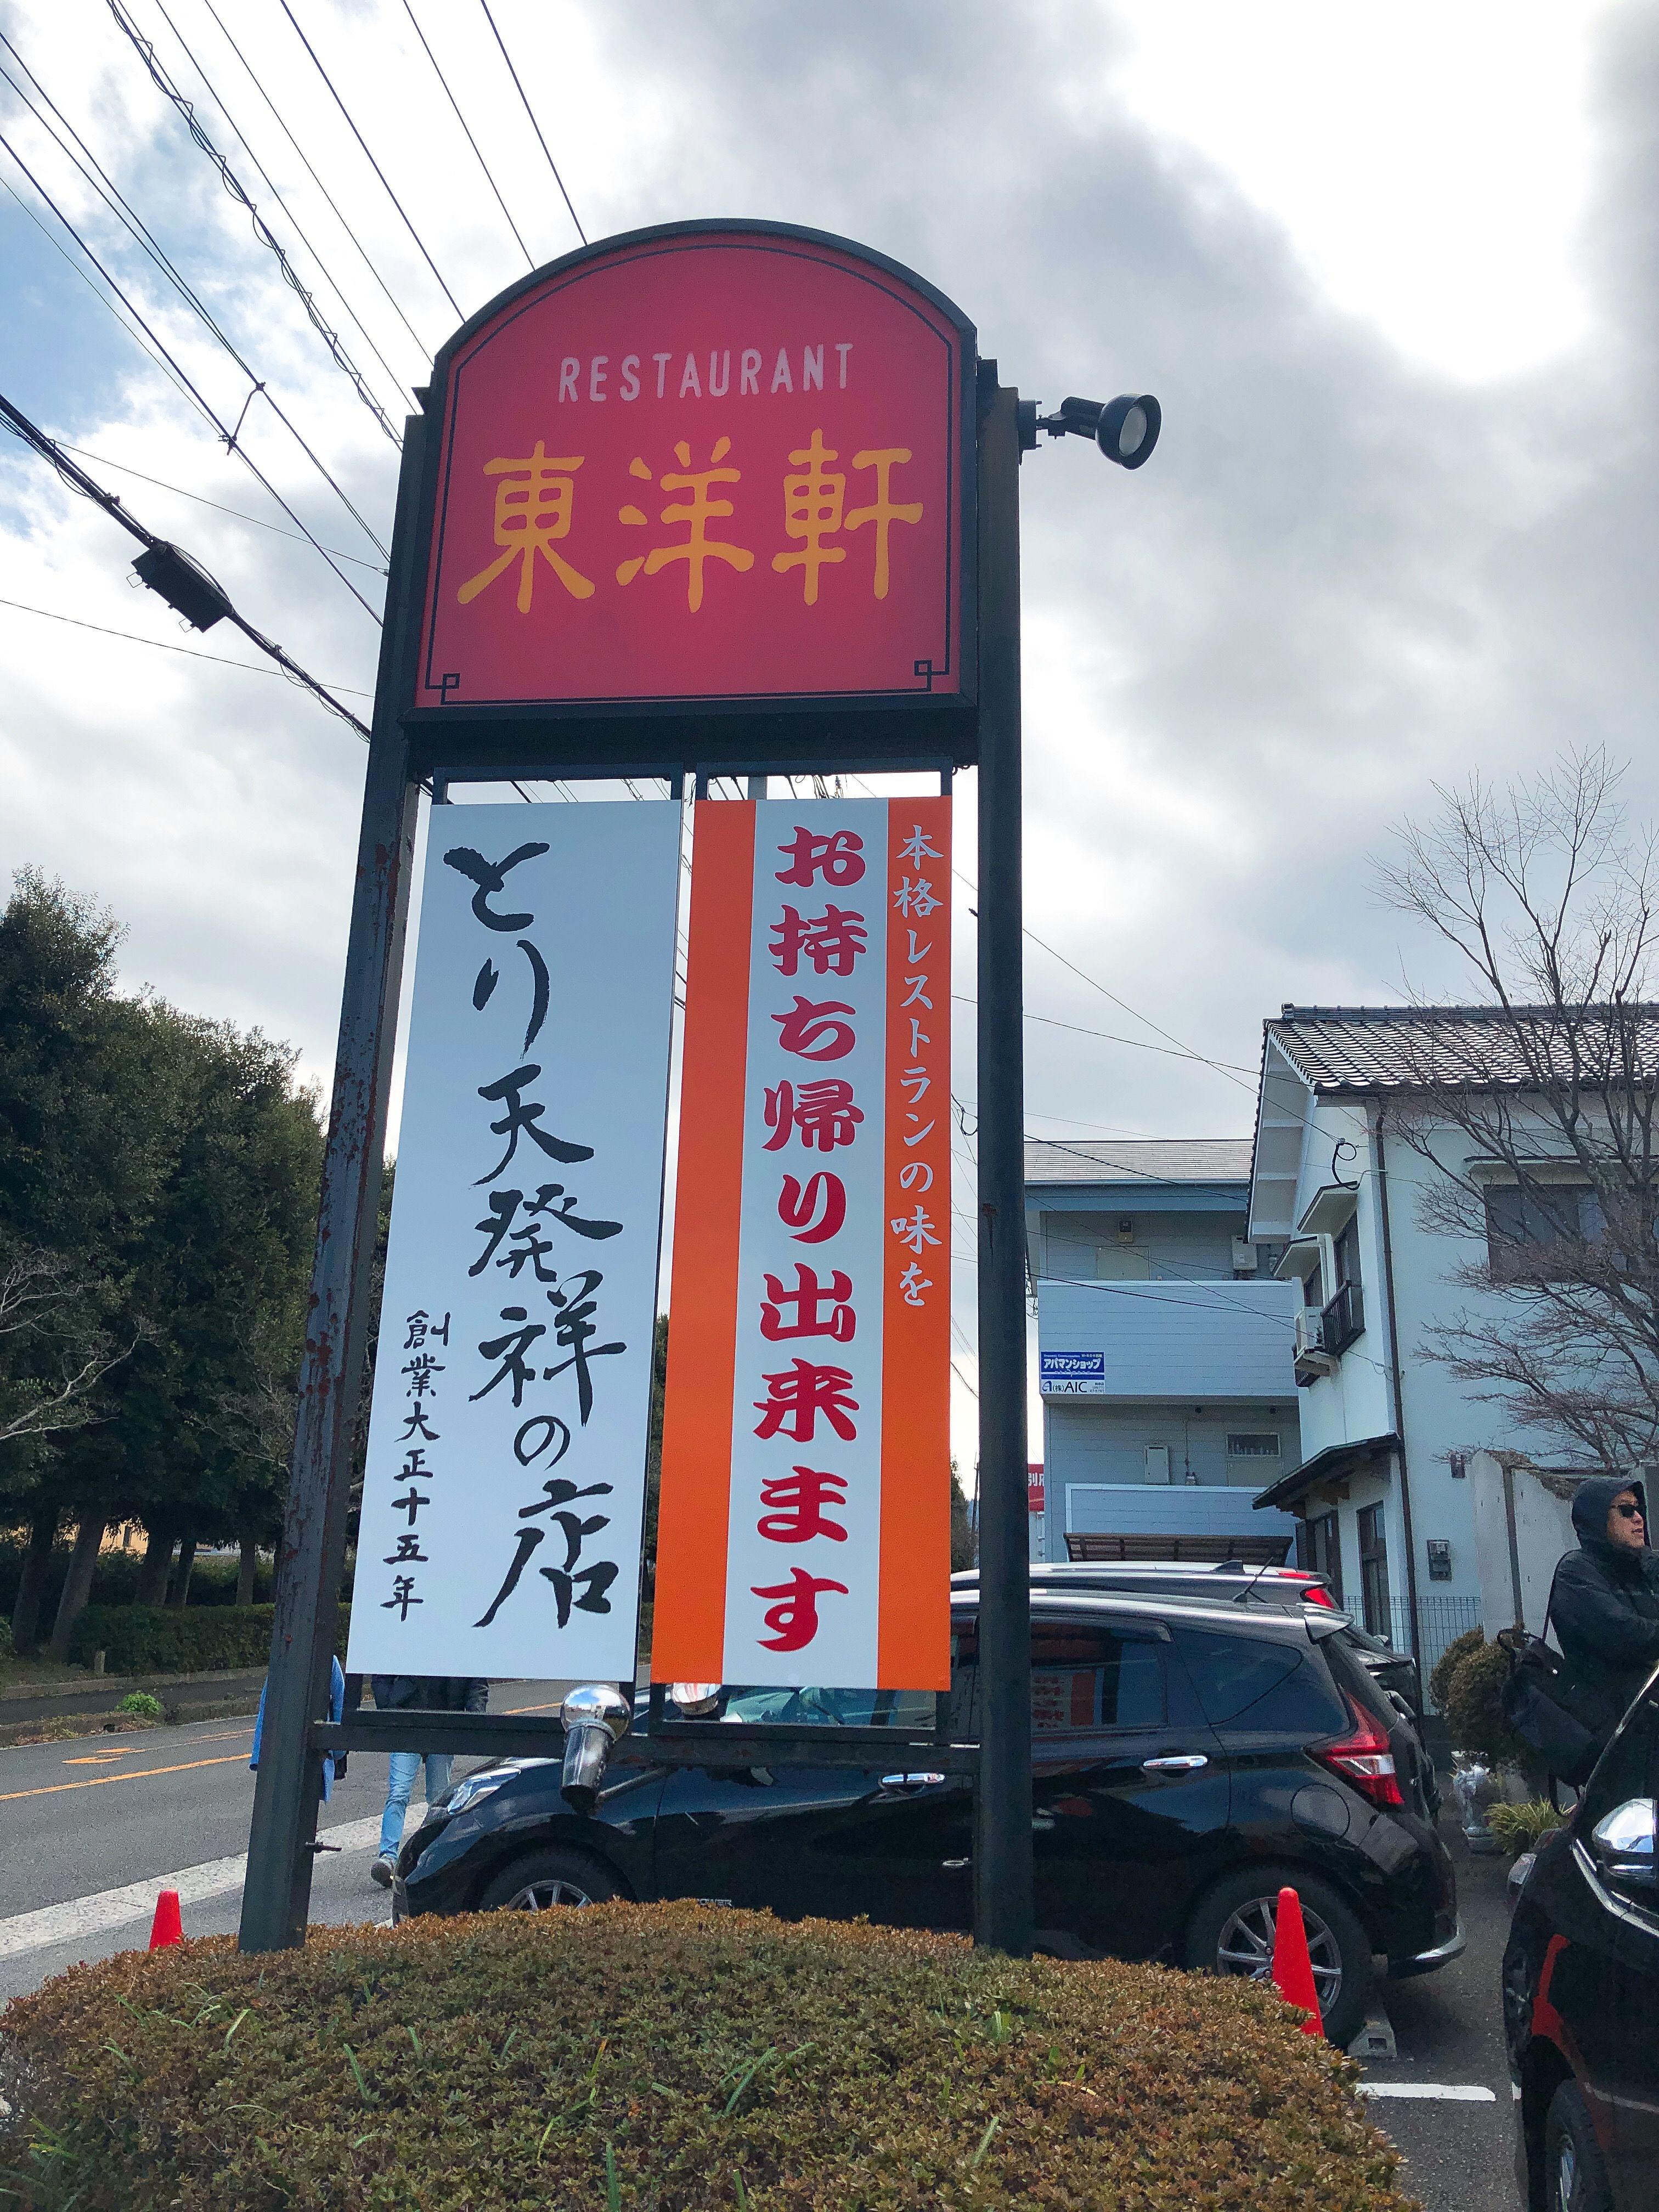 RESTAURANT
東洋軒
本格レストランの味を
お持ち帰り出来ます
とり天発祥の店
創業大正十五年
アパマンショップ
(株)AIC